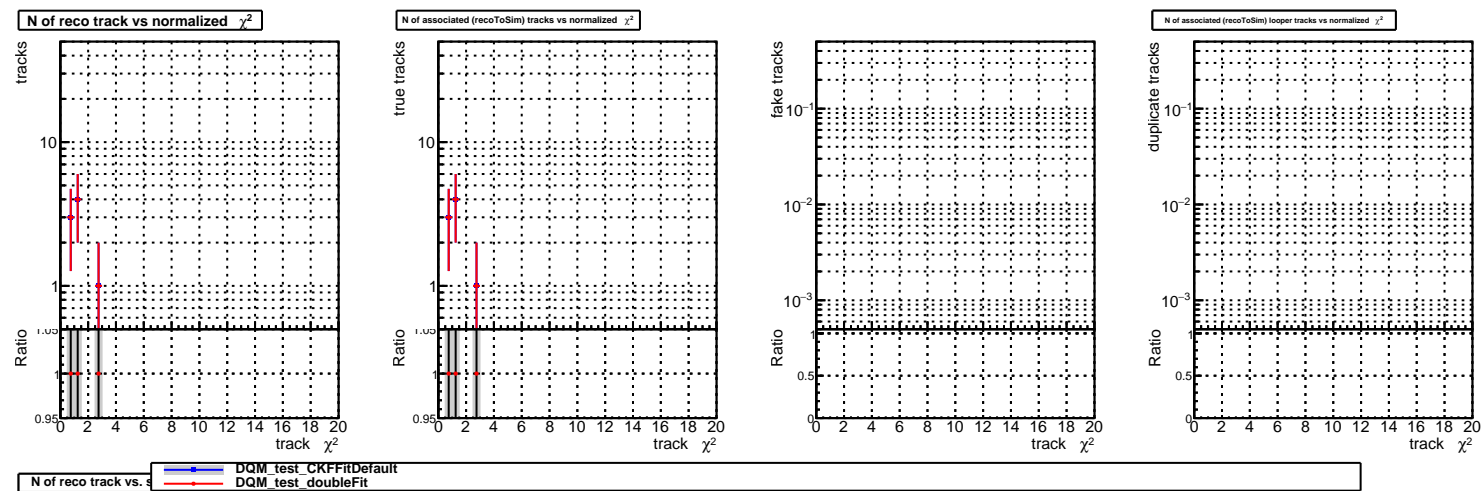 N of reco track vs normalized χ²
N of associated (recoToSim) tracks vs normalized χ²
N of associated (recoToSim) looper tracks vs normalized χ²
tracks
10
1
Ratio
1.05
1
0.95
0 2 4 6 8 10 12 14 16 18 20
track χ²
true tracks
10
1
Ratio
1.05
1
0.95
0 2 4 6 8 10 12 14 16 18 20
track χ²
fake tracks
10⁻¹
10⁻²
10⁻³
Ratio
1
0.5
0
0 2 4 6 8 10 12 14 16 18 20
track χ²
duplicate tracks
10⁻¹
10⁻²
10⁻³
Ratio
1
0.5
0
0 2 4 6 8 10 12 14 16 18 20
track χ²
DQM_test_CKFFitDefault
DQM_test_doubleFit
N of reco track vs.